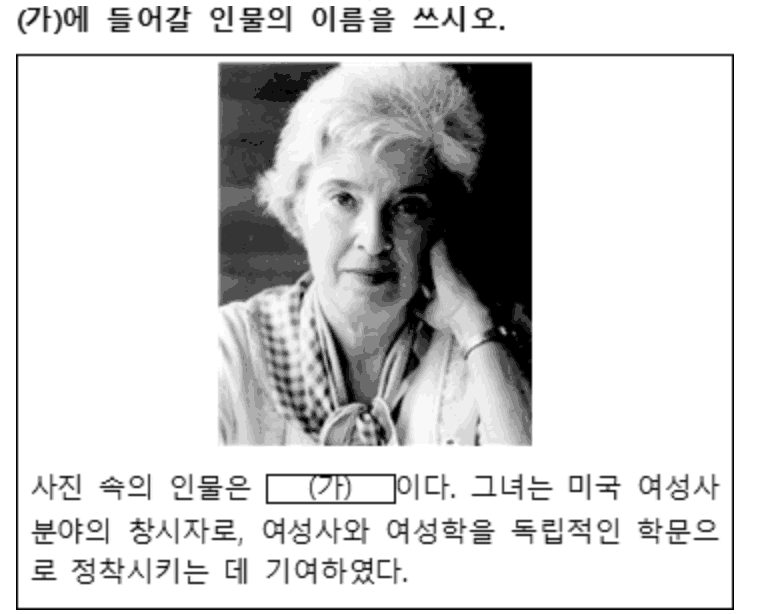 (가)에 들어갈 인물의 이름을 쓰시오.
사진 속의 인물은 (가)이다. 그녀는 미국 여성사
분야의 창시자로, 여성사와 여성학을 독립적인 학문으
로 정착시키는 데 기여하였다.